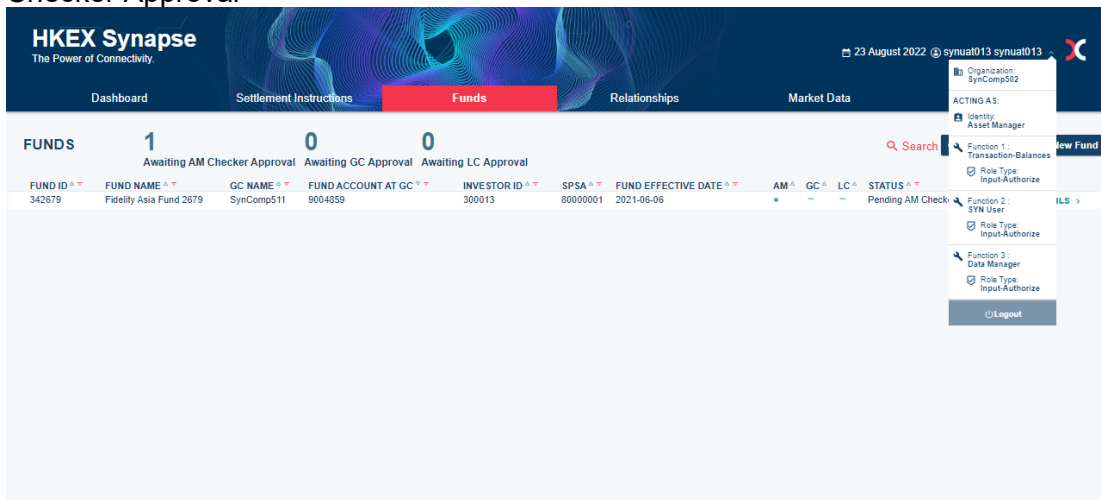 Checker Approval
HKEX Synapse
The Power of Connectivity.
23 August 2022 synuat013 synuat013
Organization:
SynComp502
ACTING AS:
Identity:
Asset Manager
Function 1 :
Transaction-Balances
Role Type:
Input-Authorize
Function 2 :
SYN User
Role Type:
Input-Authorize
Function 3 :
Data Manager
Role Type:
Input-Authorize
Logout
Dashboard Settlement Instructions Funds Relationships Market Data
FUNDS
1 0 0
Awaiting AM Checker Approval Awaiting GC Approval Awaiting LC Approval
Search
New Fund
FUND ID FUND NAME GC NAME FUND ACCOUNT AT GC INVESTOR ID SPSA FUND EFFECTIVE DATE AM GC LC STATUS
342679 Fidelity Asia Fund 2679 SynComp511 9004859 300013 80000001 2021-06-06 Pending AM Check ILS